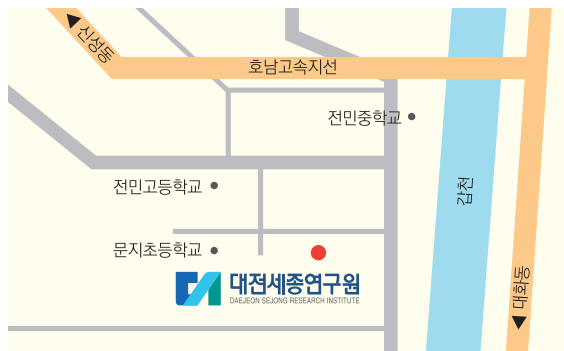 ◀ 신성동
호남고속지선
전민중학교
전민고등학교
갑천
문지초등학교
대전세종연구원
DAEJEON SEJONG RESEARCH INSTITUTE
◀ 대화동